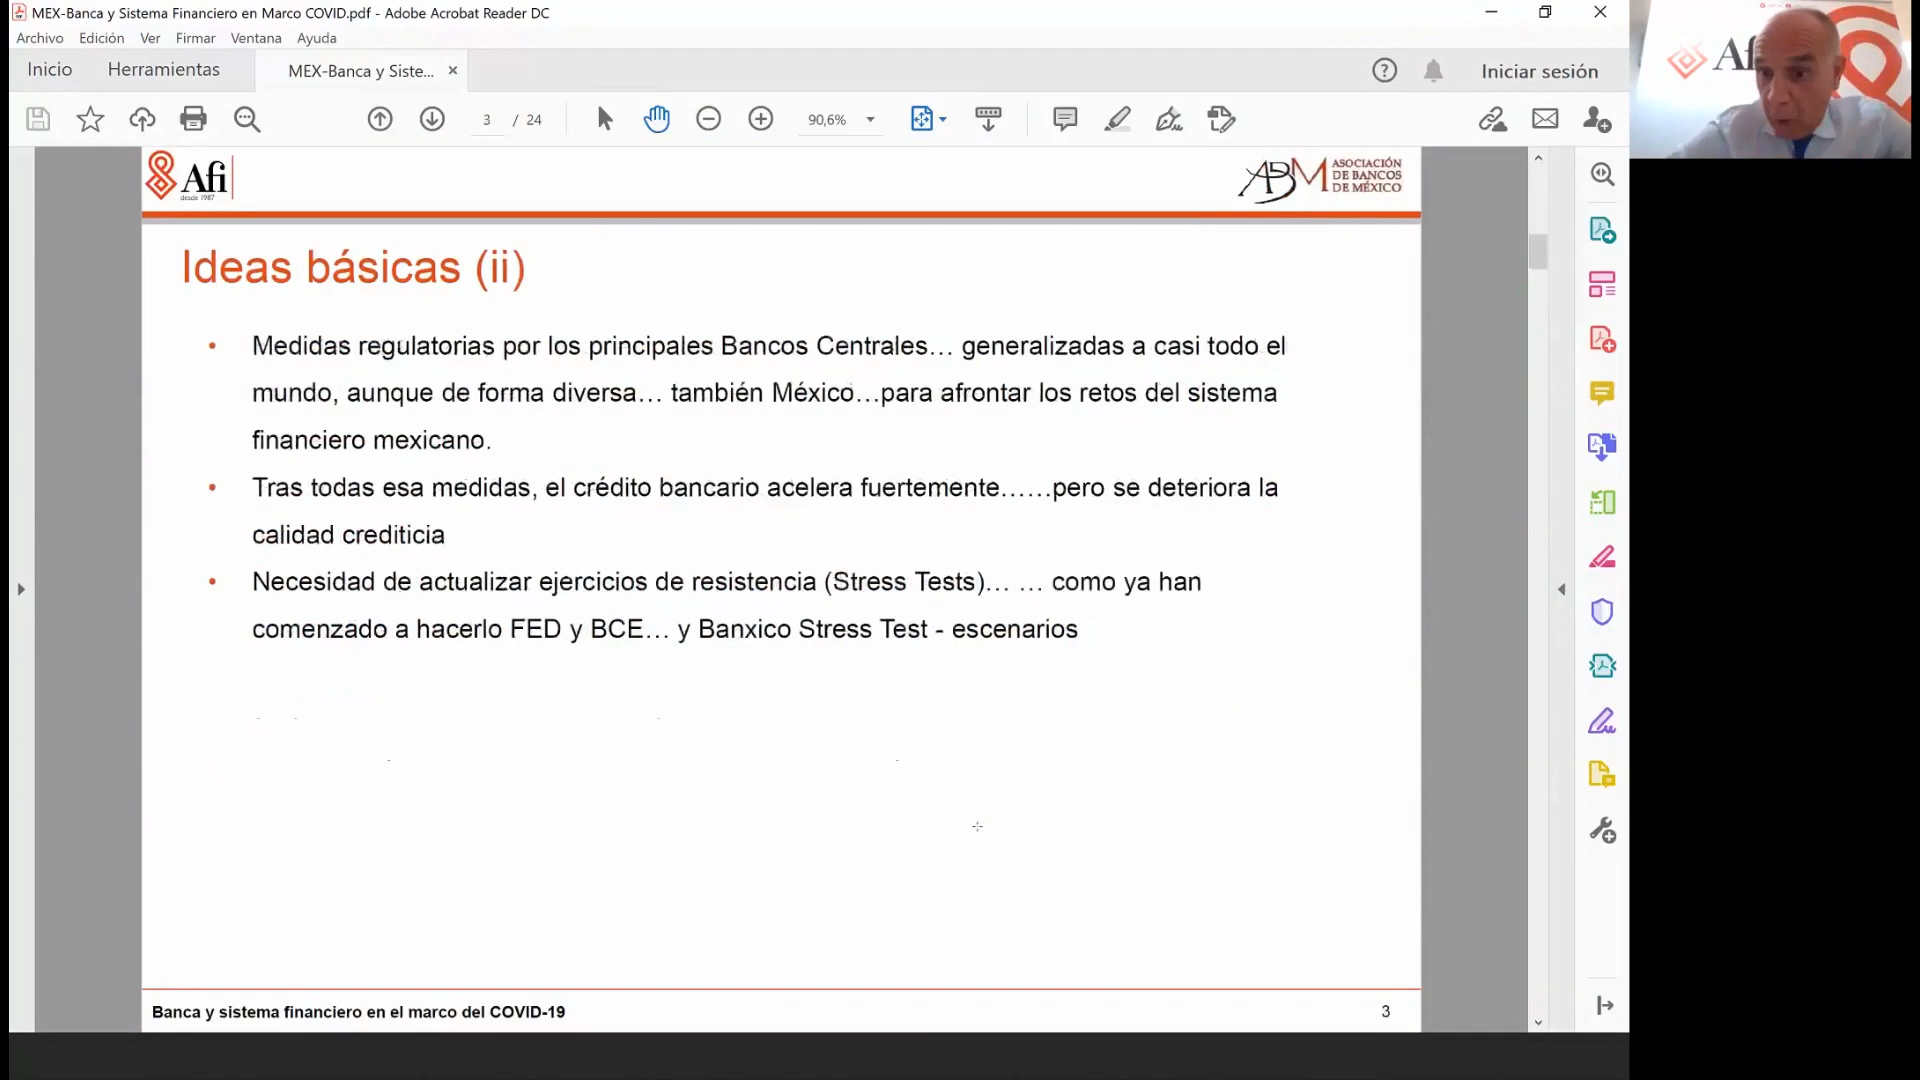 MEX-Banca y Sistema Financiero en Marco COVID.pdf - Adobe Acrobat Reader DC
Archivo Edición Ver Firmar Ventana Ayuda
Inicio Herramientas MEX-Banca y Siste... Iniciar sesión
3 / 24 90,6%
Afi
desde 1987
ABM ASOCIACIÓN
DE BANCOS
DE MÉXICO
Ideas básicas (ii)
• Medidas regulatorias por los principales Bancos Centrales… generalizadas a casi todo el
mundo, aunque de forma diversa… también México…para afrontar los retos del sistema
financiero mexicano.
• Tras todas esa medidas, el crédito bancario acelera fuertemente……pero se deteriora la
calidad crediticia
• Necesidad de actualizar ejercicios de resistencia (Stress Tests)… … como ya han
comenzado a hacerlo FED y BCE… y Banxico Stress Test - escenarios
Banca y sistema financiero en el marco del COVID-19 3